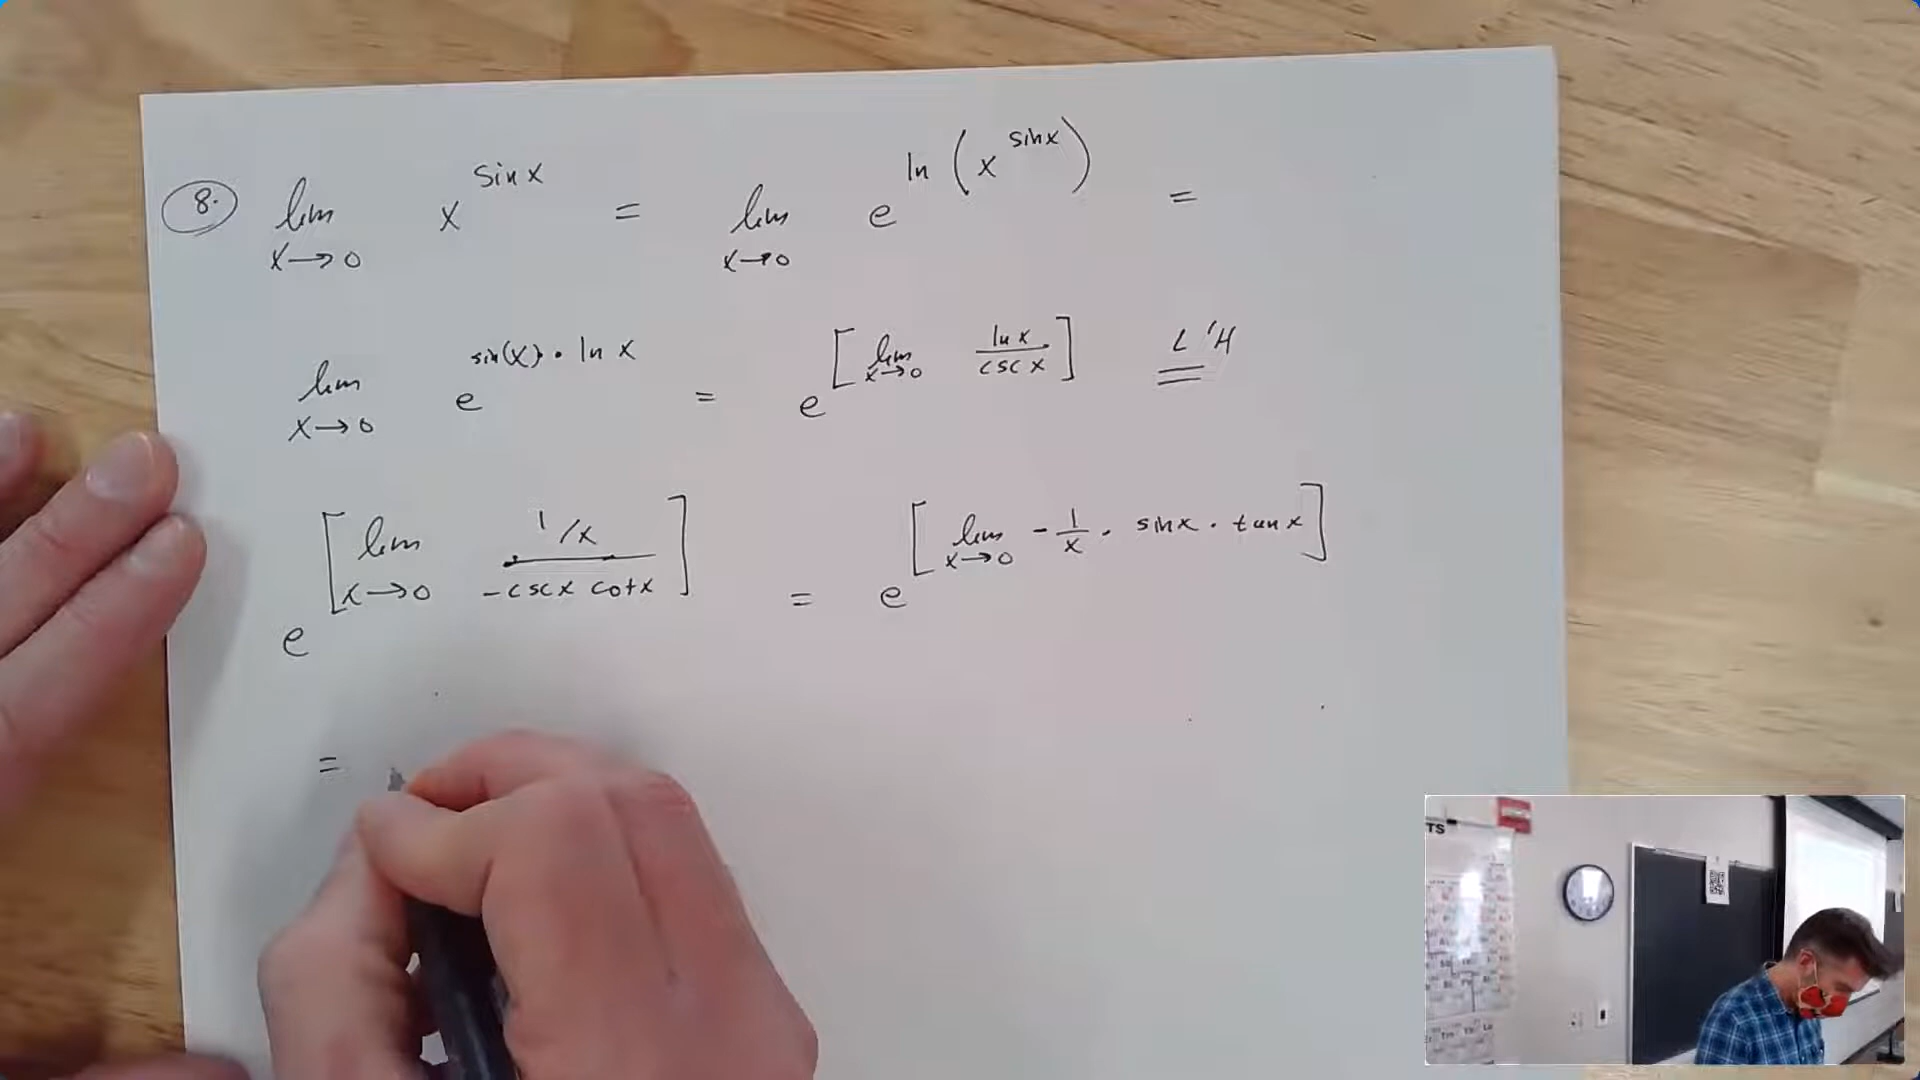 8. lim x→0 x^sin x = lim x→0 e^ln(x^sin x) =
lim x→0 e^sin(x)·ln x = e^[lim x→0 ln x / csc x] L'H =
e^[lim x→0 1/x / -csc x cot x] = e^[lim x→0 -1/x · sin x · tan x]
=
TS